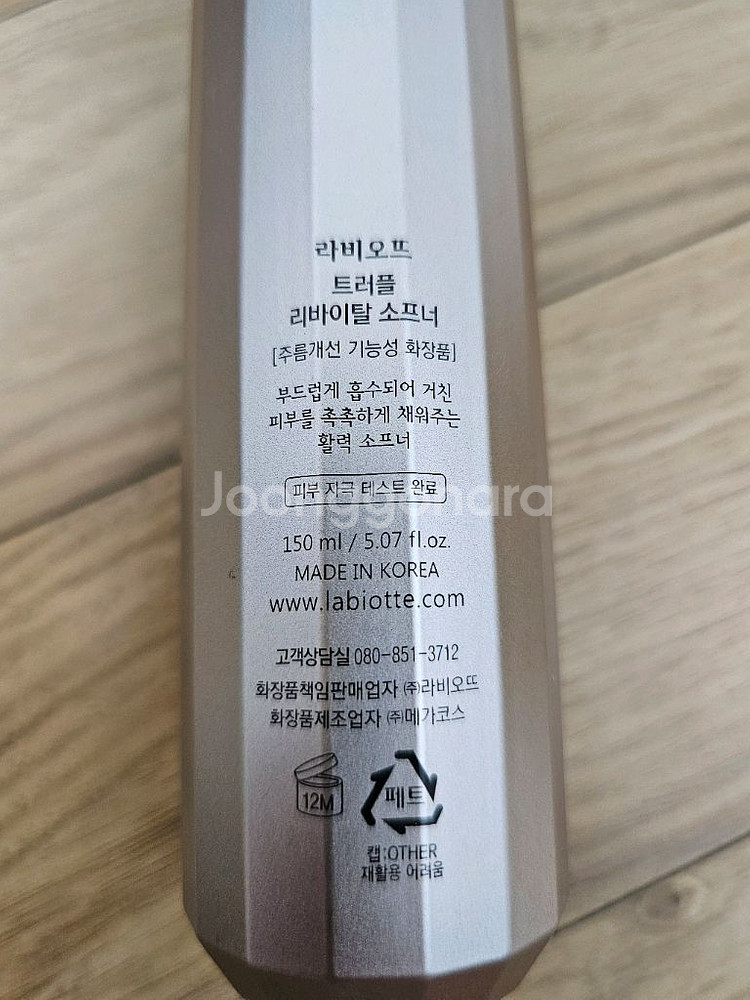 라비오뜨
트러플
리바이탈 소프너
[주름개선 기능성 화장품]
부드럽게 흡수되어 거친
피부를 촉촉하게 채워주는
활력 소프너
피부 자극 테스트 완료
Joonggonara
150 ml / 5.07 fl.oz.
MADE IN KOREA
www.labiotte.com
고객상담실 080-851-3712
화장품책임판매업자 ㈜라비오뜨
화장품제조업자 ㈜메가코스
12M
페트
캡:OTHER
재활용 어려움